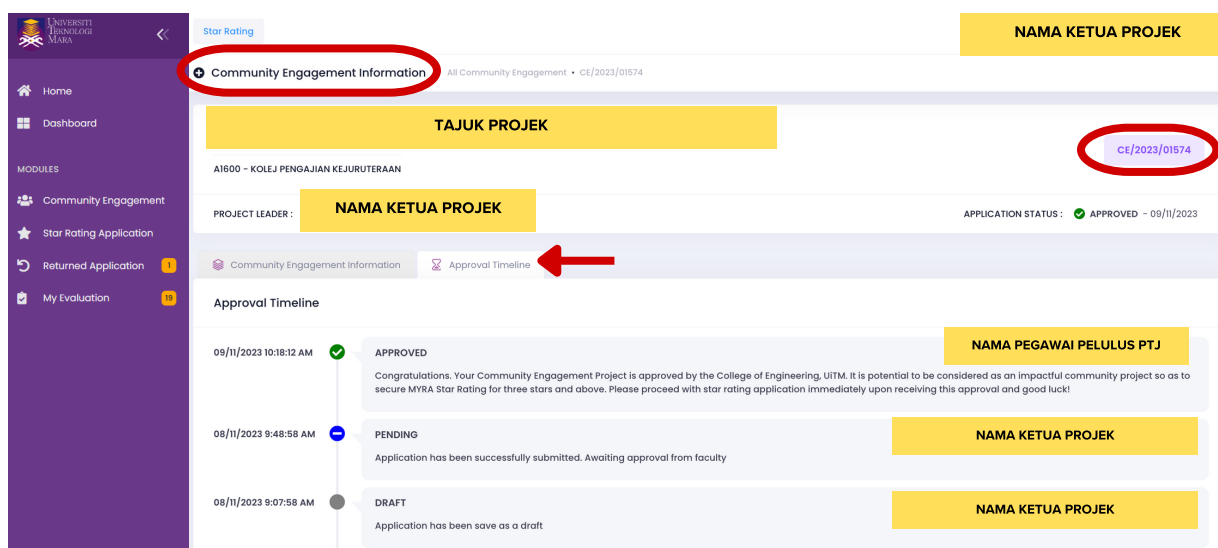 UNIVERSITI
TEKNOLOGI
MARA
Star Rating
NAMA KETUA PROJEK
Community Engagement Information
All Community Engagement • CE/2023/01574
Home
Dashboard
MODULES
Community Engagement
Star Rating Application
Returned Application 1
My Evaluation 19
TAJUK PROJEK
CE/2023/01574
A1600 - KOLEJ PENGAJIAN KEJURUTERAAN
PROJECT LEADER :
NAMA KETUA PROJEK
APPLICATION STATUS : APPROVED - 09/11/2023
Community Engagement Information
Approval Timeline
Approval Timeline
09/11/2023 10:18:12 AM
APPROVED
NAMA PEGAWAI PELULUS PTJ
Congratulations. Your Community Engagement Project is approved by the College of Engineering, UiTM. It is potential to be considered as an impactful community project so as to
secure MYRA Star Rating for three stars and above. Please proceed with star rating application immediately upon receiving this approval and good luck!
08/11/2023 9:48:58 AM
PENDING
NAMA KETUA PROJEK
Application has been successfully submitted. Awaiting approval from faculty
08/11/2023 9:07:58 AM
DRAFT
NAMA KETUA PROJEK
Application has been save as a draft